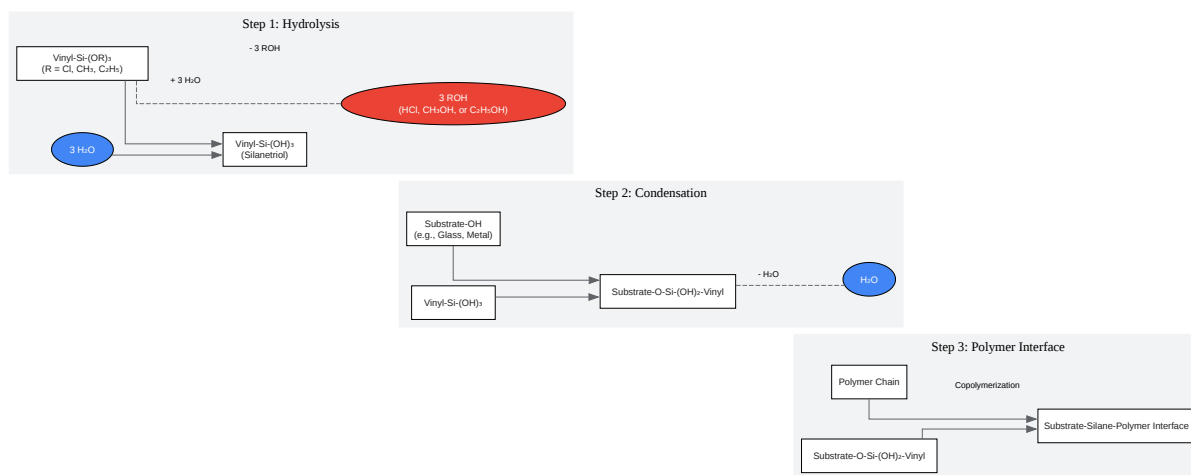 Step 1: Hydrolysis
- 3 ROH
Vinyl-Si-(OR)₃
(R = Cl, CH₃, C₂H₅)
+ 3 H₂O
3 ROH
(HCl, CH₃OH, or C₂H₅OH)
3 H₂O
Vinyl-Si-(OH)₃
(Silanetriol)
Step 2: Condensation
Substrate-OH
(e.g., Glass, Metal)
- H₂O
H₂O
Substrate-O-Si-(OH)₂-Vinyl
Vinyl-Si-(OH)₃
Step 3: Polymer Interface
Polymer Chain
Copolymerization
Substrate-Silane-Polymer Interface
Substrate-O-Si-(OH)₂-Vinyl